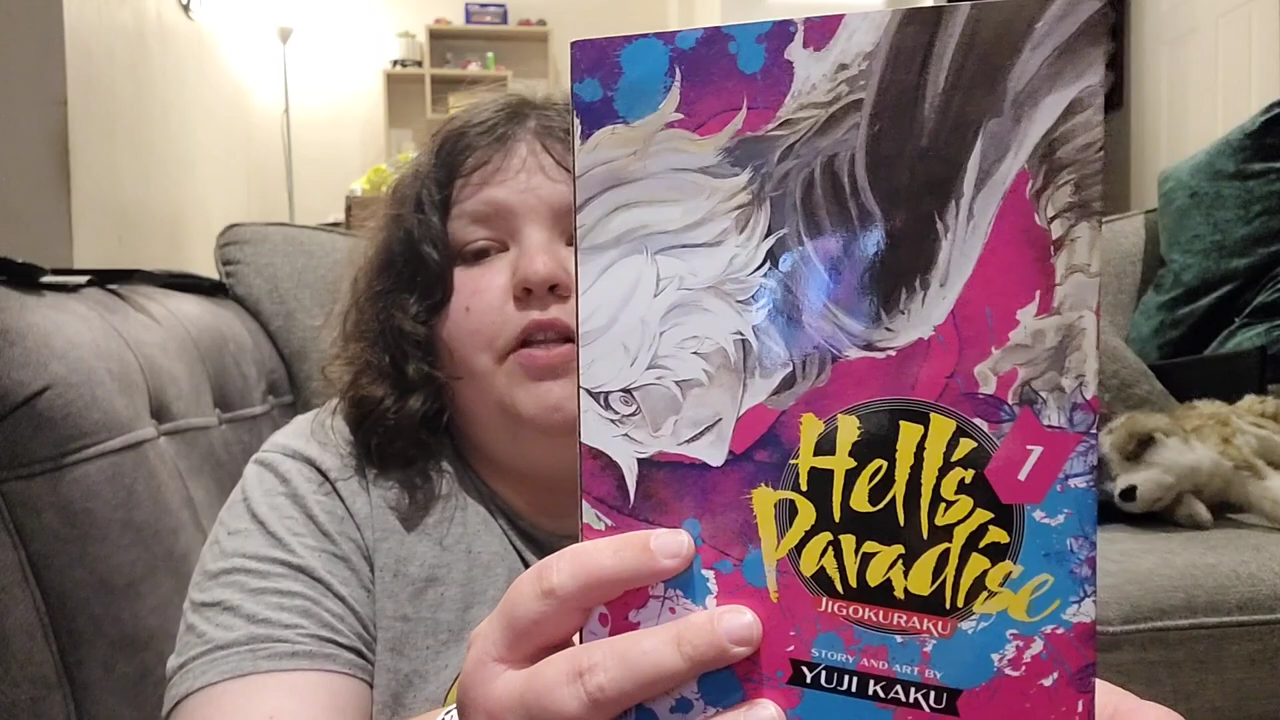 Hell's
Paradise
1
JIGOKURAKU
STORY AND ART BY
YUJI KAKU